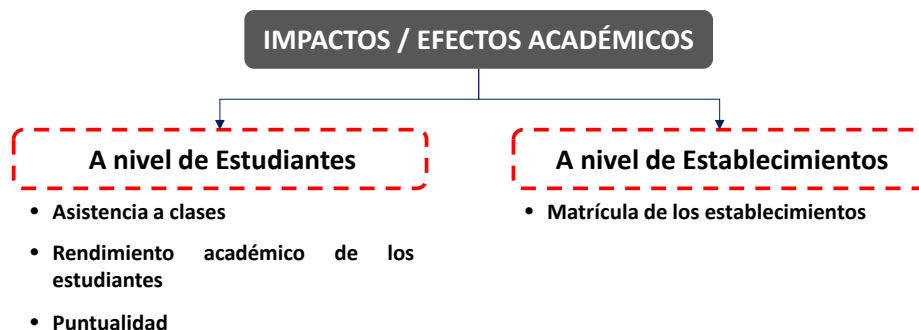 IMPACTOS / EFECTOS ACADÉMICOS
A nivel de Estudiantes
• Asistencia a clases
• Rendimiento académico de los
estudiantes
• Puntualidad
A nivel de Establecimientos
• Matrícula de los establecimientos